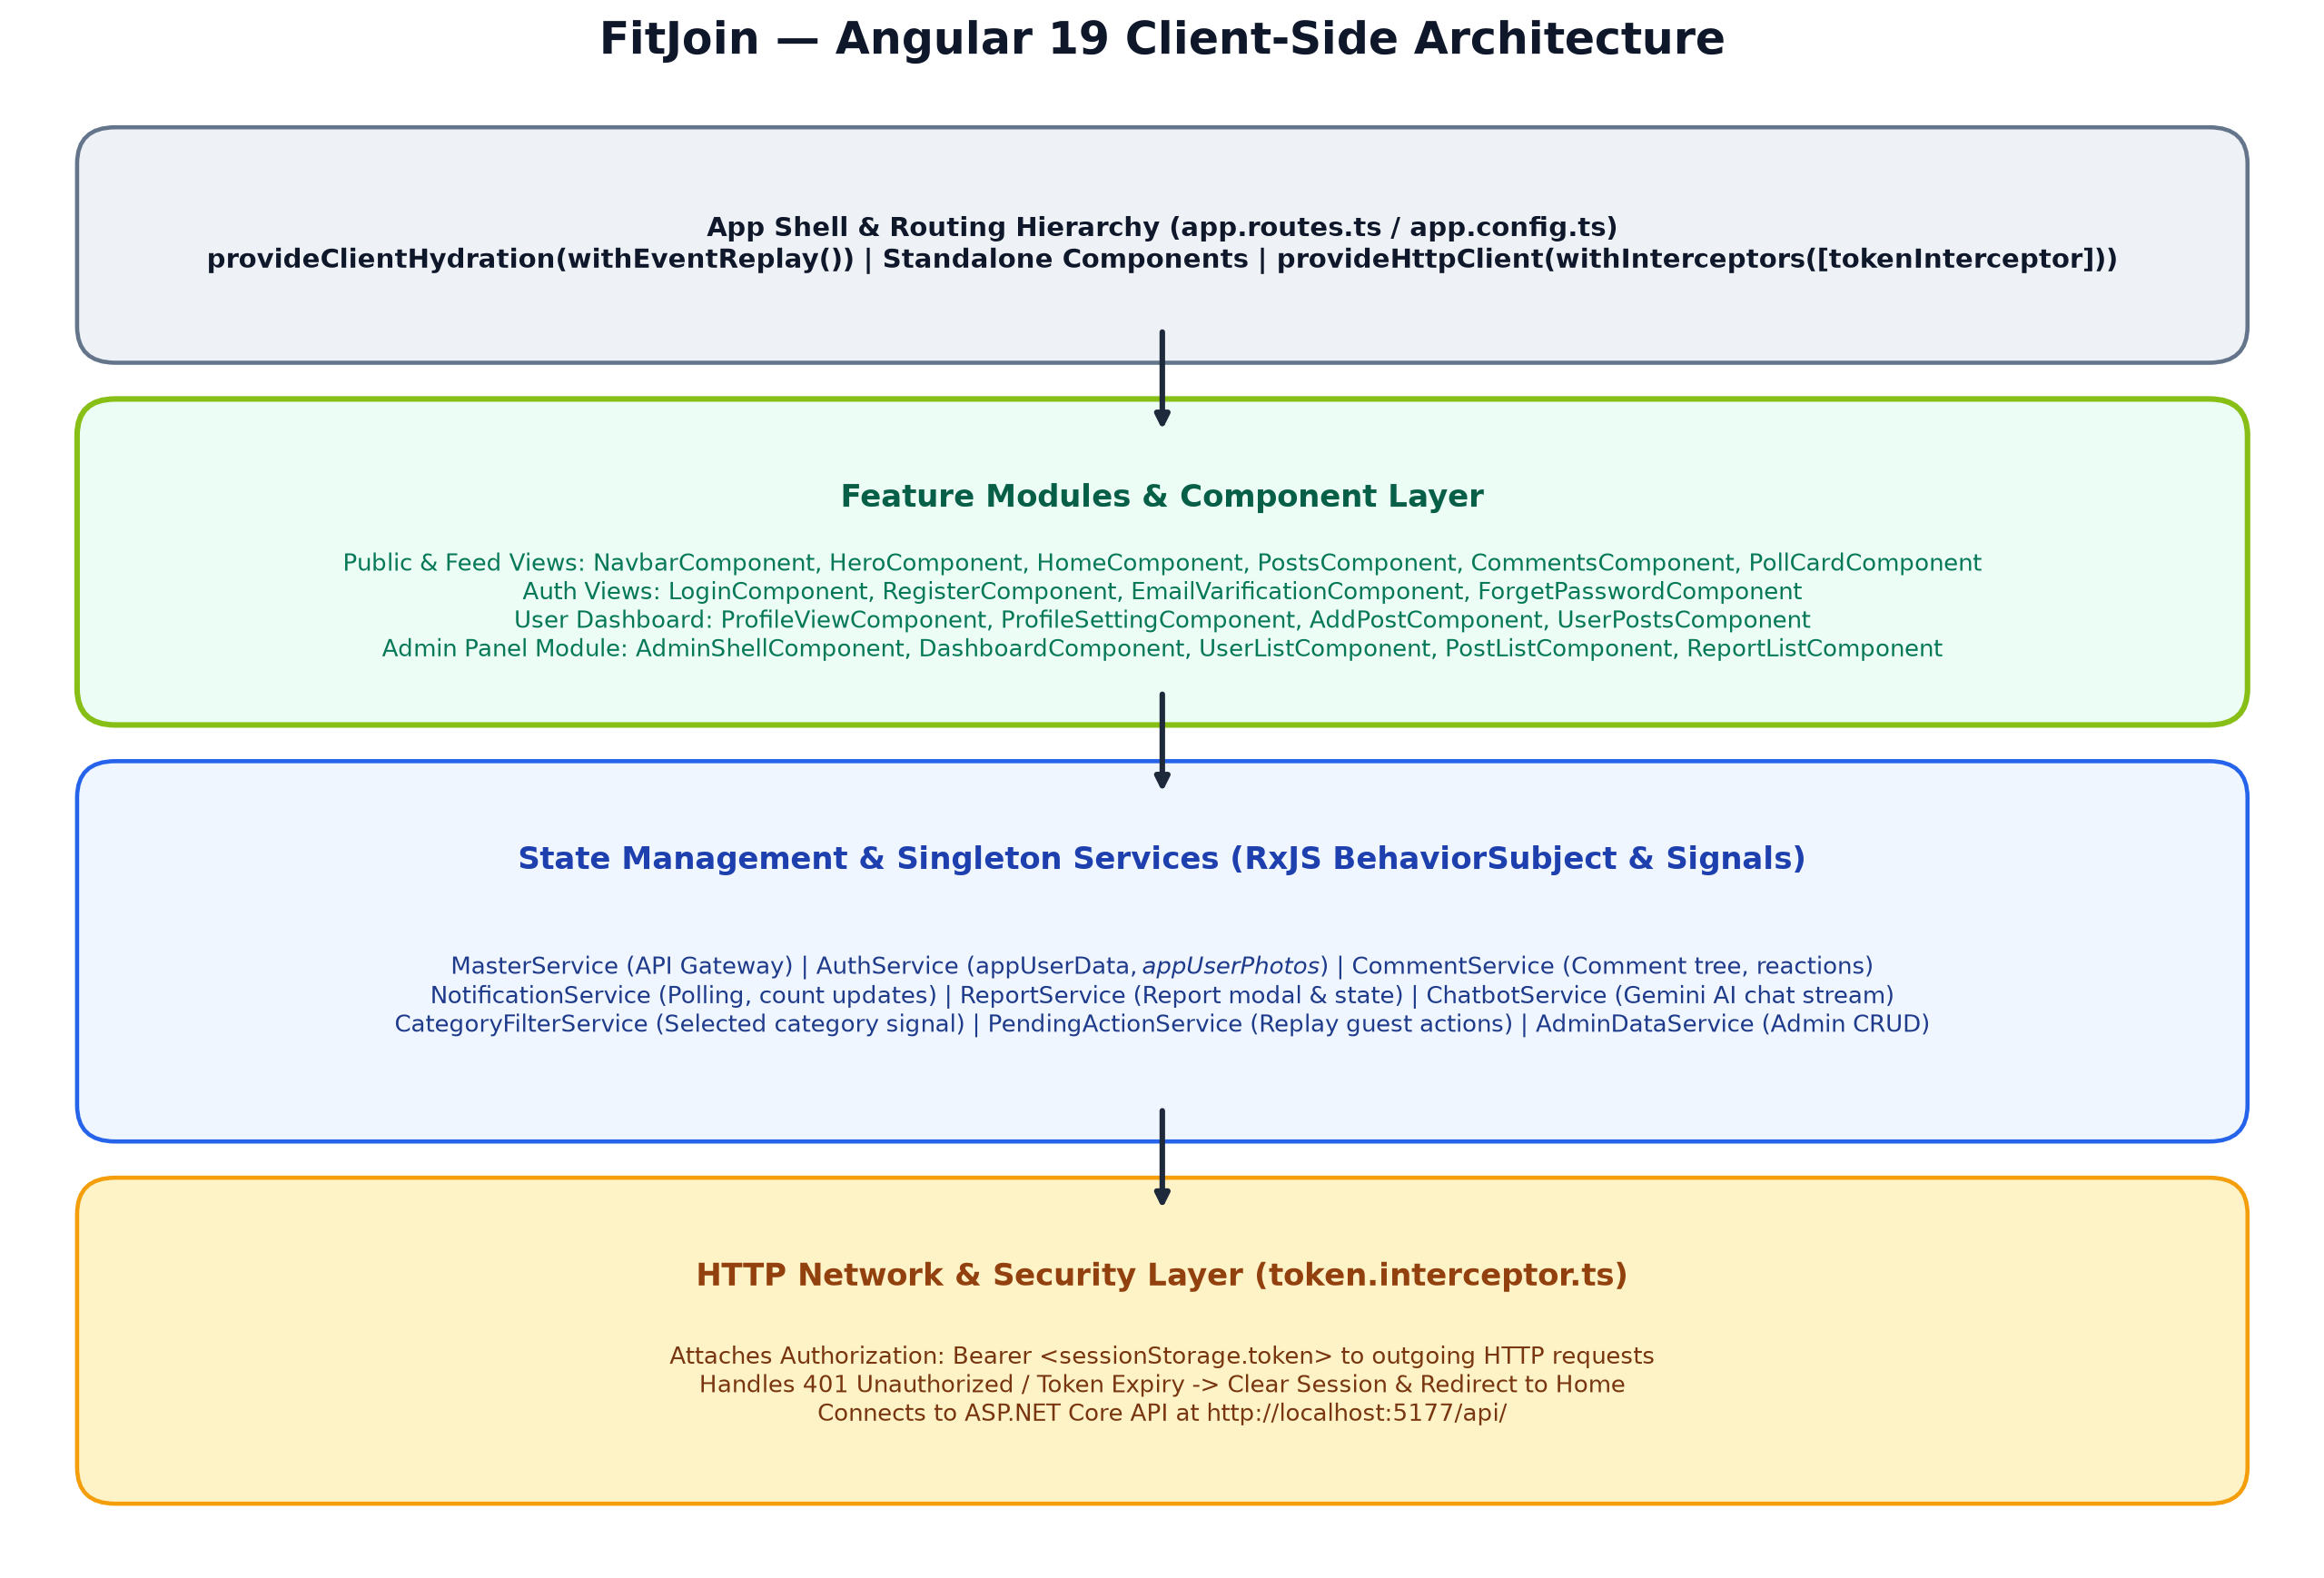 FitJoin — Angular 19 Client-Side Architecture
App Shell & Routing Hierarchy (app.routes.ts / app.config.ts)
provideClientHydration(withEventReplay()) | Standalone Components | provideHttpClient(withInterceptors([tokenInterceptor]))
Feature Modules & Component Layer
Public & Feed Views: NavbarComponent, HeroComponent, HomeComponent, PostsComponent, CommentsComponent, PollCardComponent
Auth Views: LoginComponent, RegisterComponent, EmailVarificationComponent, ForgetPasswordComponent
User Dashboard: ProfileViewComponent, ProfileSettingComponent, AddPostComponent, UserPostsComponent
Admin Panel Module: AdminShellComponent, DashboardComponent, UserListComponent, PostListComponent, ReportListComponent
State Management & Singleton Services (RxJS BehaviorSubject & Signals)
MasterService (API Gateway) | AuthService (appUserData, appUserPhotos) | CommentService (Comment tree, reactions)
NotificationService (Polling, count updates) | ReportService (Report modal & state) | ChatbotService (Gemini AI chat stream)
CategoryFilterService (Selected category signal) | PendingActionService (Replay guest actions) | AdminDataService (Admin CRUD)
HTTP Network & Security Layer (token.interceptor.ts)
Attaches Authorization: Bearer <sessionStorage.token> to outgoing HTTP requests
Handles 401 Unauthorized / Token Expiry -> Clear Session & Redirect to Home
Connects to ASP.NET Core API at http://localhost:5177/api/